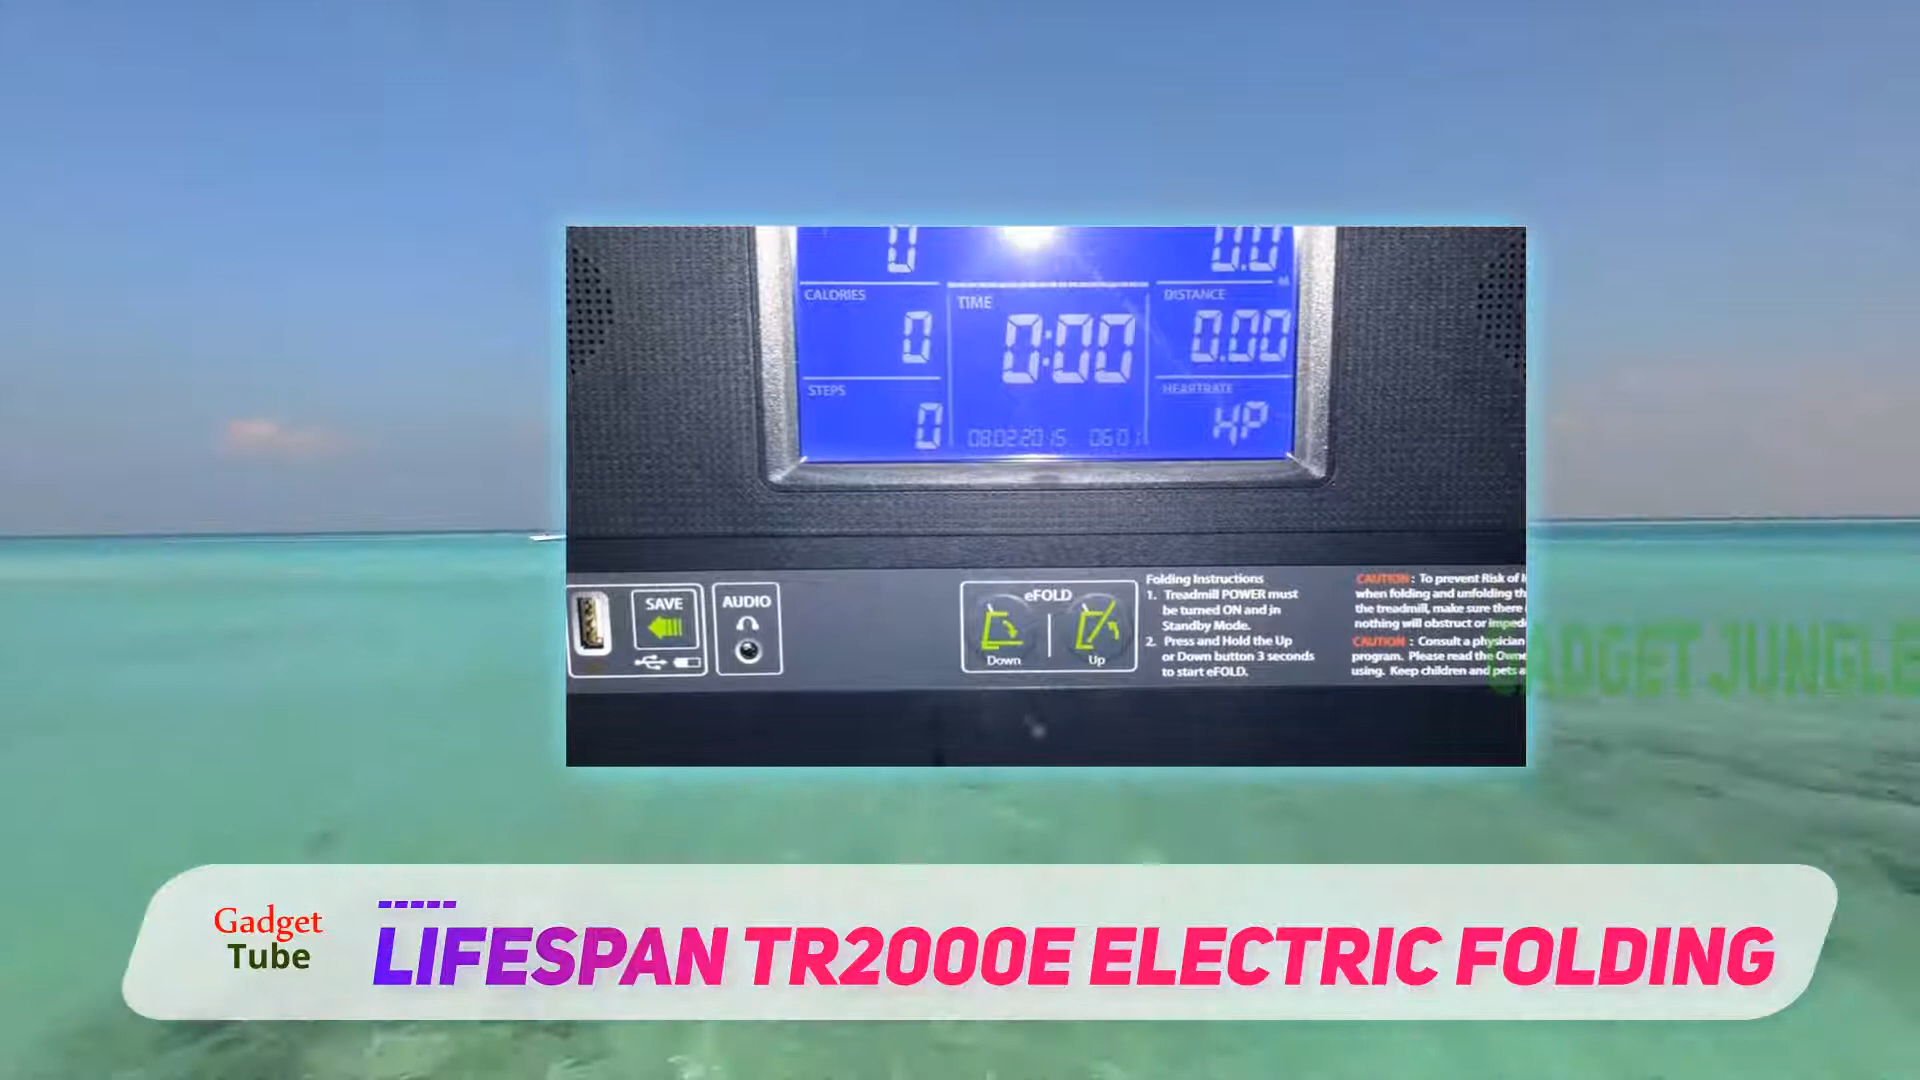 0
0.0
M
CALORIES
TIME
DISTANCE
0
0:00
0.00
STEPS
HEARTRATE
0
08022015 0601
HP
SAVE
AUDIO
eFOLD
Down
Up
Folding Instructions
1. Treadmill POWER must
be turned ON and in
Standby Mode.
2. Press and Hold the Up
or Down button 3 seconds
to start eFOLD.
CAUTION : To prevent Risk of
when folding and unfolding
the treadmill, make sure there
nothing will obstruct or
CAUTION : Consult a physician
program. Please read the
using. Keep children and pets
GADGET JUNGLE
Gadget
Tube
LIFESPAN TR2000E ELECTRIC FOLDING